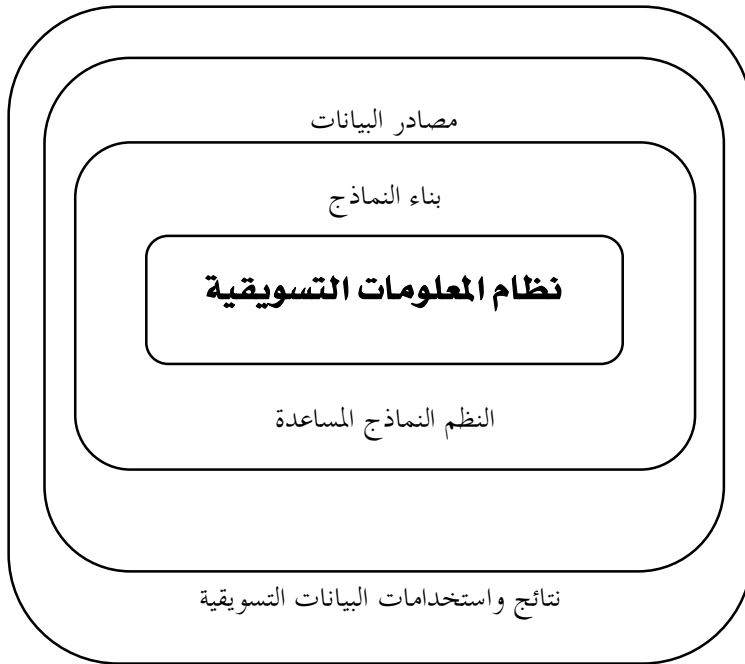 مصادر البيانات
بناء النماذج
نظام المعلومات التسويقية
النظم النماذج المساعدة
نتائج واستخدامات البيانات التسويقية